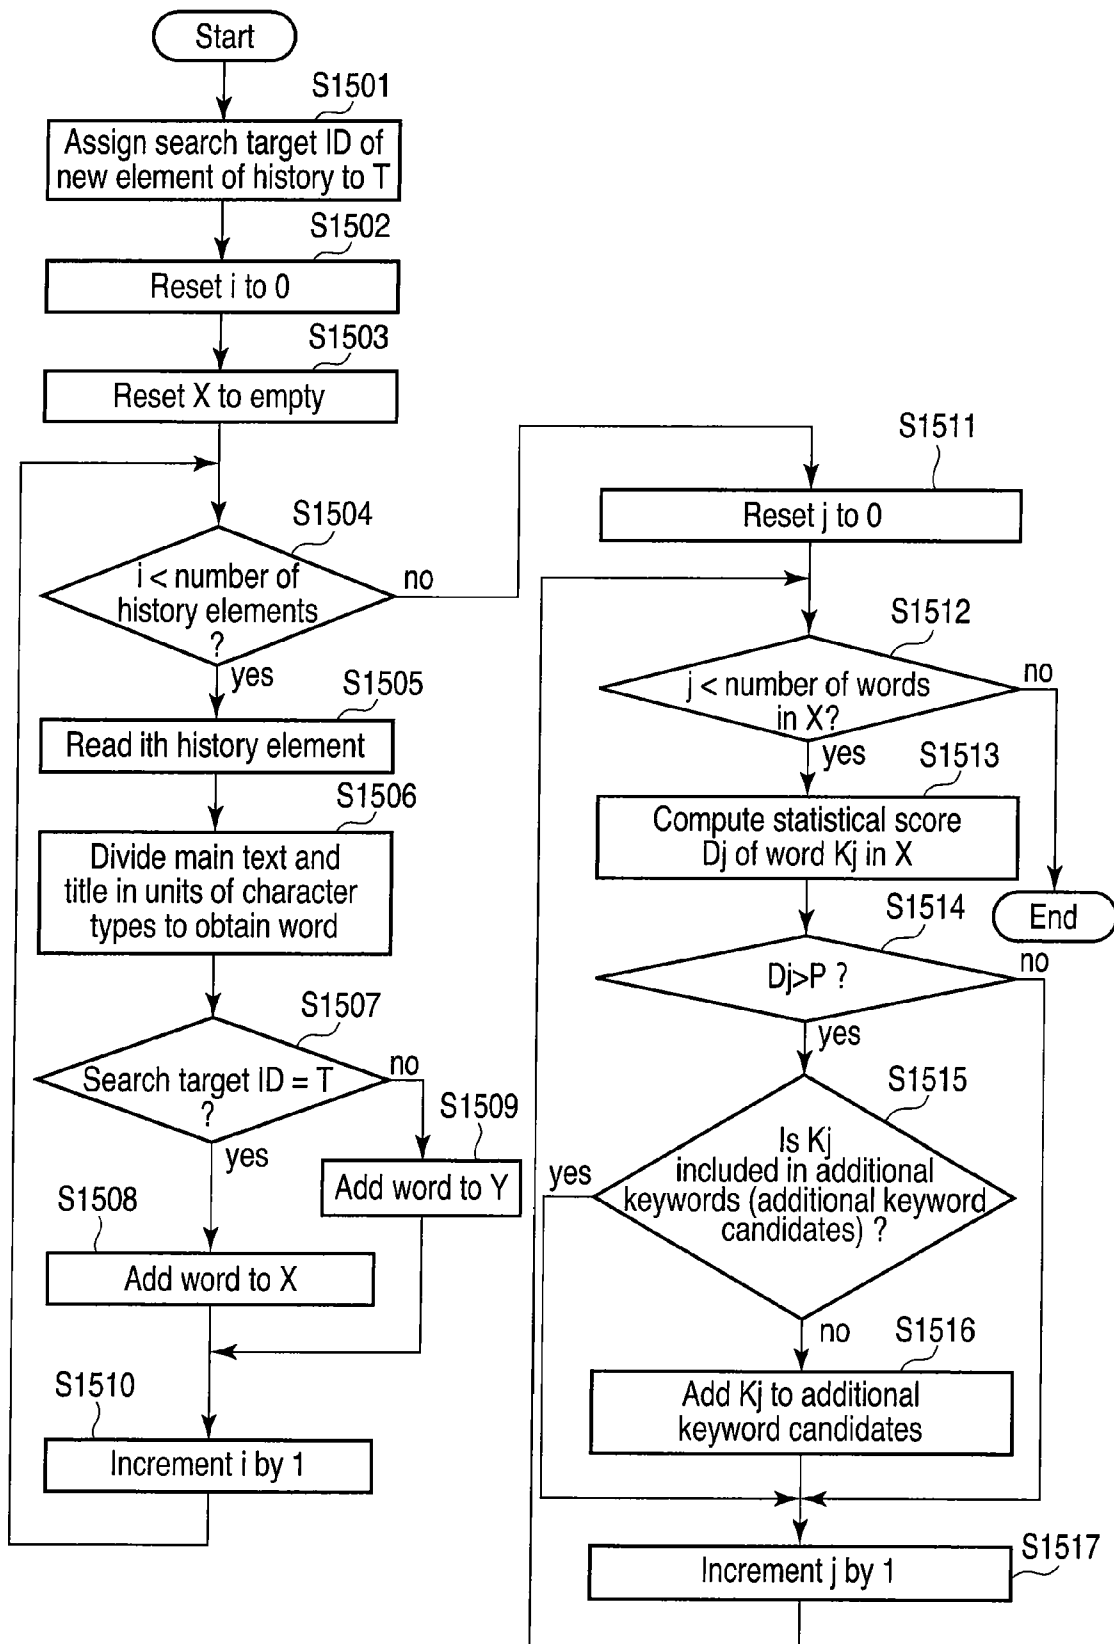 Start
S1501
Assign search target ID of
new element of history to T
S1502
Reset i to 0
S1503
Reset X to empty
S1504
i < number of
history elements
?
no
yes
S1505
Read ith history element
S1506
Divide main text and
title in units of character
types to obtain word
S1507
Search target ID = T
?
no
yes
S1509
Add word to Y
S1508
Add word to X
S1510
Increment i by 1
S1511
Reset j to 0
S1512
j < number of words
in X?
no
yes
S1513
Compute statistical score
Dj of word Kj in X
End
S1514
Dj>P ?
no
yes
S1515
Is Kj
included in additional
keywords (additional keyword
candidates) ?
yes
no
S1516
Add Kj to additional
keyword candidates
S1517
Increment j by 1